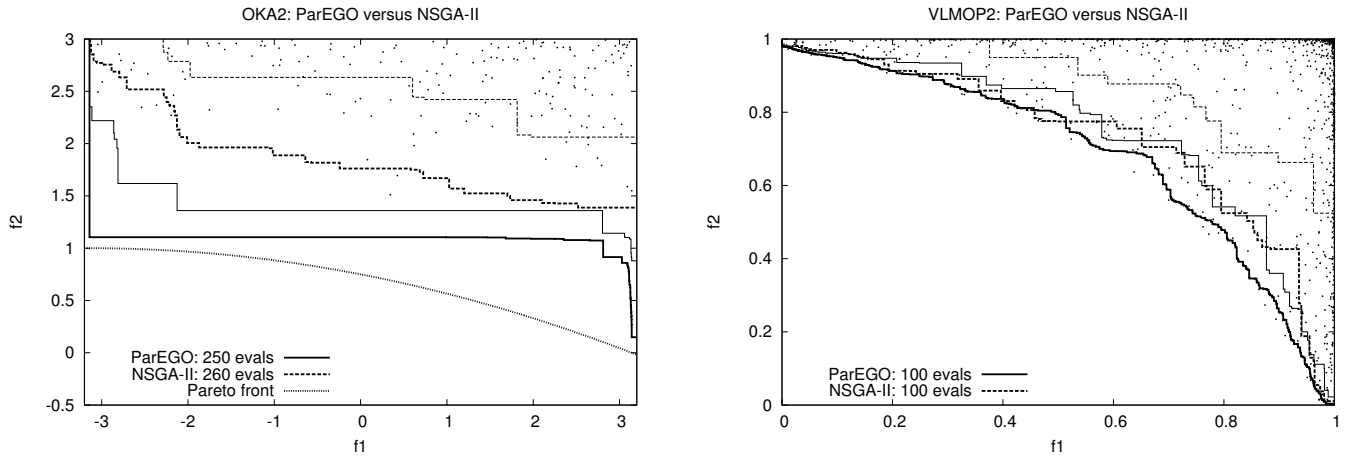 OKA2: ParEGO versus NSGA-II
3
2.5
2
1.5
1
0.5
0
-0.5
f2
-3 -2 -1 0 1 2 3
f1
ParEGO: 250 evals
NSGA-II: 260 evals
Pareto front
VLMOP2: ParEGO versus NSGA-II
1
0.8
0.6
0.4
0.2
0
f2
0 0.2 0.4 0.6 0.8 1
f1
ParEGO: 100 evals
NSGA-II: 100 evals